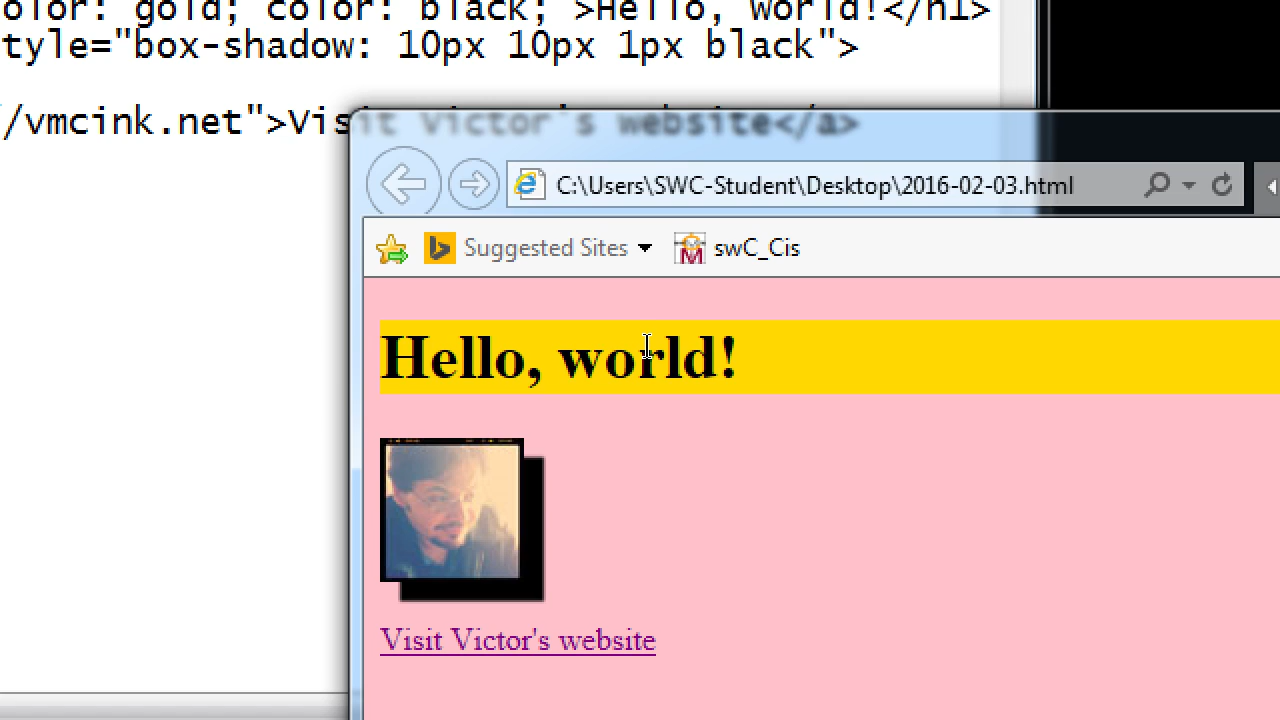 olor: gold; color: black; >Hello, world!</h1>
tyle="box-shadow: 10px 10px 1px black">
/vmcink.net">Visit Victor's website</a>
C:\Users\SWC-Student\Desktop\2016-02-03.html
Suggested Sites swC_Cis
Hello, world!
Visit Victor's website